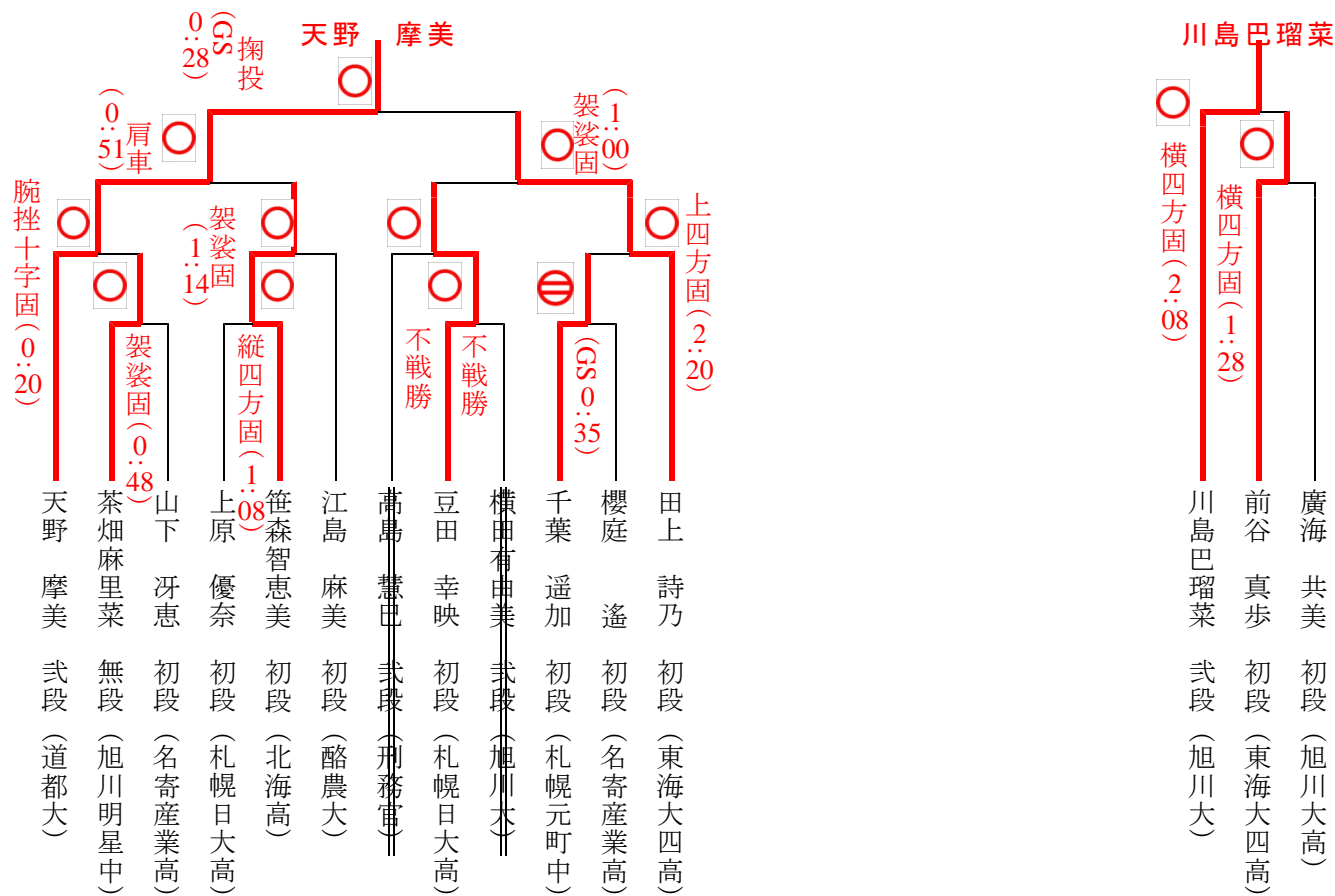 天野 摩美
川島巴瑠菜
掬投
(GS
0:28)
肩車
(0:51)
袈裟固
(1:00)
腕挫十字固(0:20)
袈裟固
(1:14)
上四方固(2:20)
袈裟固(0:48)
縦四方固(1:08)
不戦勝
不戦勝
(GS 0:35)
横四方固(2:08)
横四方固(1:28)
天野 摩美 弐段 (道都大)
茶畑麻里菜 無段 (旭川明星中)
山下 冴恵 初段 (名寄産業高)
上原 優奈 初段 (札幌日大高)
笹森智恵美 初段 (北海高)
江島 麻美 初段 (酪農大)
高島 慧巳 弐段 (刑務官)
豆田 幸映 初段 (札幌日大高)
横田有由美 弐段 (旭川大)
千葉 遥加 初段 (札幌元町中)
櫻庭 遙 初段 (名寄産業高)
田上 詩乃 初段 (東海大四高)
川島巴瑠菜 弐段 (旭川大)
前谷 真歩 初段 (東海大四高)
廣海 共美 初段 (旭川大高)